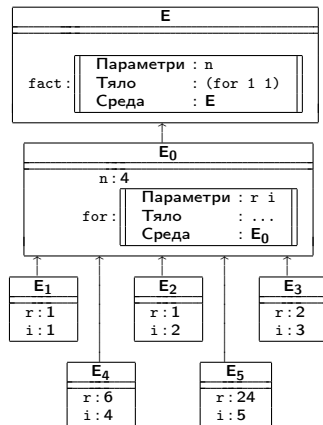 E
Параметри : n
fact : Тяло : (for 1 1)
Среда : E
E0
n : 4
Параметри : r i
for : Тяло : ...
Среда : E0
E1 E2 E3
r : 1 r : 1 r : 2
i : 1 i : 2 i : 3
E4 E5
r : 6 r : 24
i : 4 i : 5